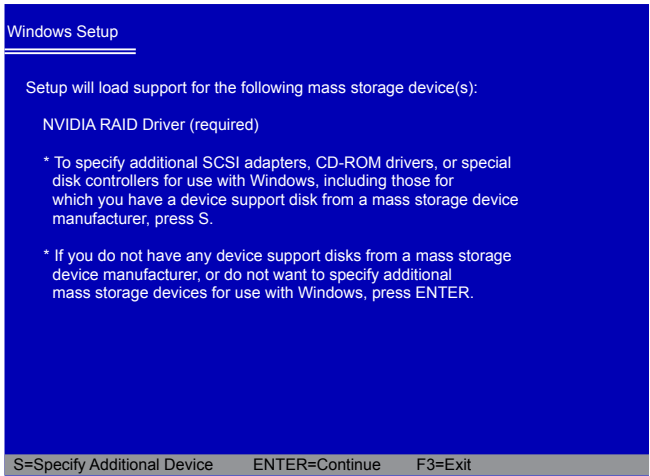 Windows Setup
Setup will load support for the following mass storage device(s):
NVIDIA RAID Driver (required)
* To specify additional SCSI adapters, CD-ROM drivers, or special
disk controllers for use with Windows, including those for
which you have a device support disk from a mass storage device
manufacturer, press S.
* If you do not have any device support disks from a mass storage
device manufacturer, or do not want to specify additional
mass storage devices for use with Windows, press ENTER.
S=Specify Additional Device ENTER=Continue F3=Exit